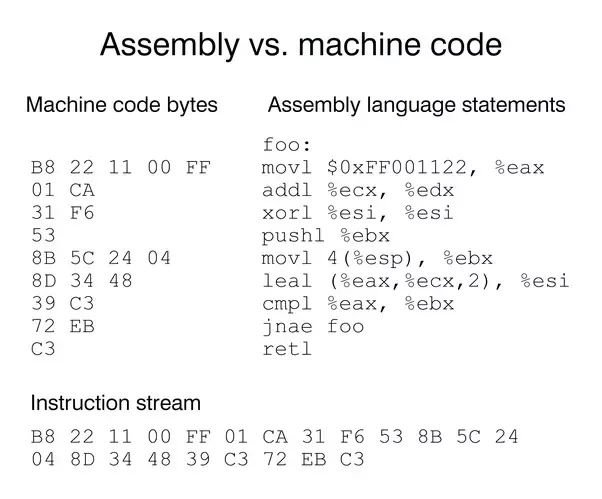 Assembly vs. machine code
Machine code bytes Assembly language statements
foo:
B8 22 11 00 FF movl $0xFF001122, %eax
01 CA addl %ecx, %edx
31 F6 xorl %esi, %esi
53 pushl %ebx
8B 5C 24 04 movl 4(%esp), %ebx
8D 34 48 leal (%eax,%ecx,2), %esi
39 C3 cmpl %eax, %ebx
72 EB jnae foo
C3 retl
Instruction stream
B8 22 11 00 FF 01 CA 31 F6 53 8B 5C 24
04 8D 34 48 39 C3 72 EB C3